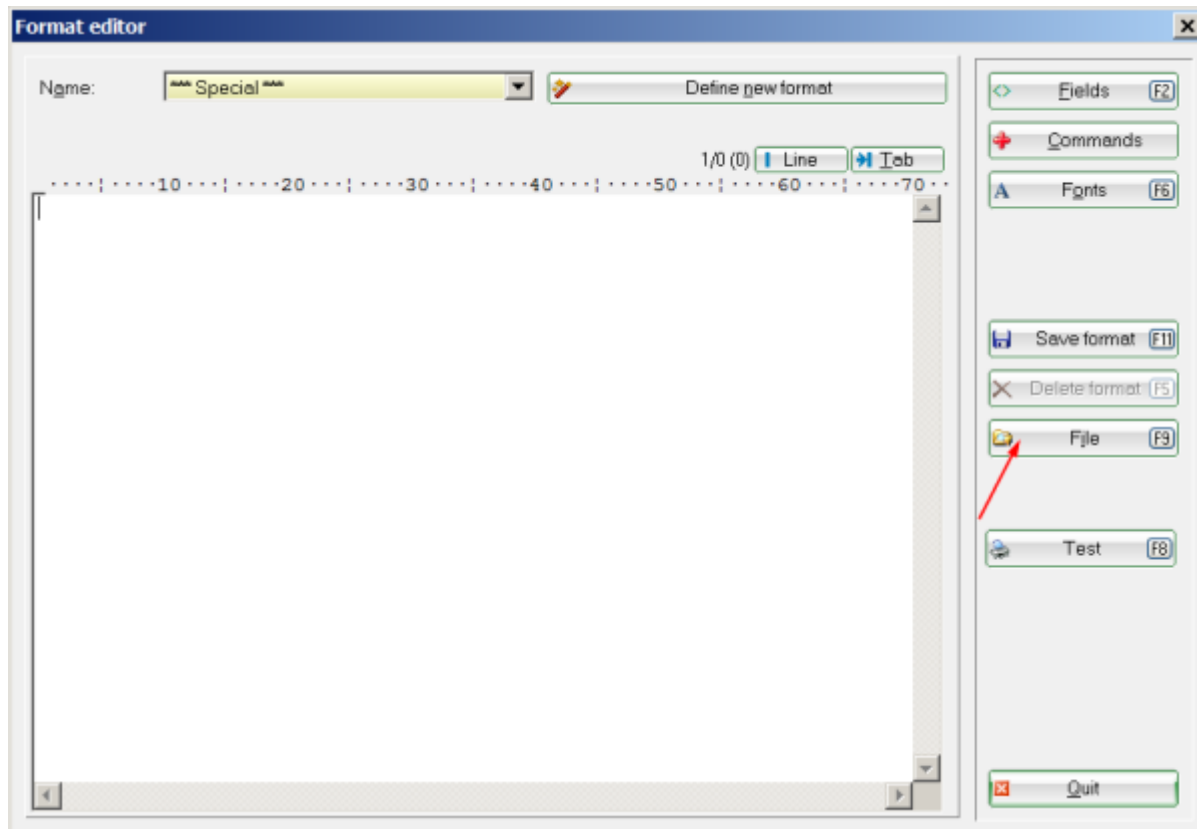 Format editor
Name: *** Special *** Define new format
1/0 (0) Line Tab
····¦····10···¦····20···¦····30···¦····40···¦····50···¦····60···¦····70··
Fields F2
Commands
Fonts F6
Save format F11
Delete format F5
File F9
Test F8
Quit